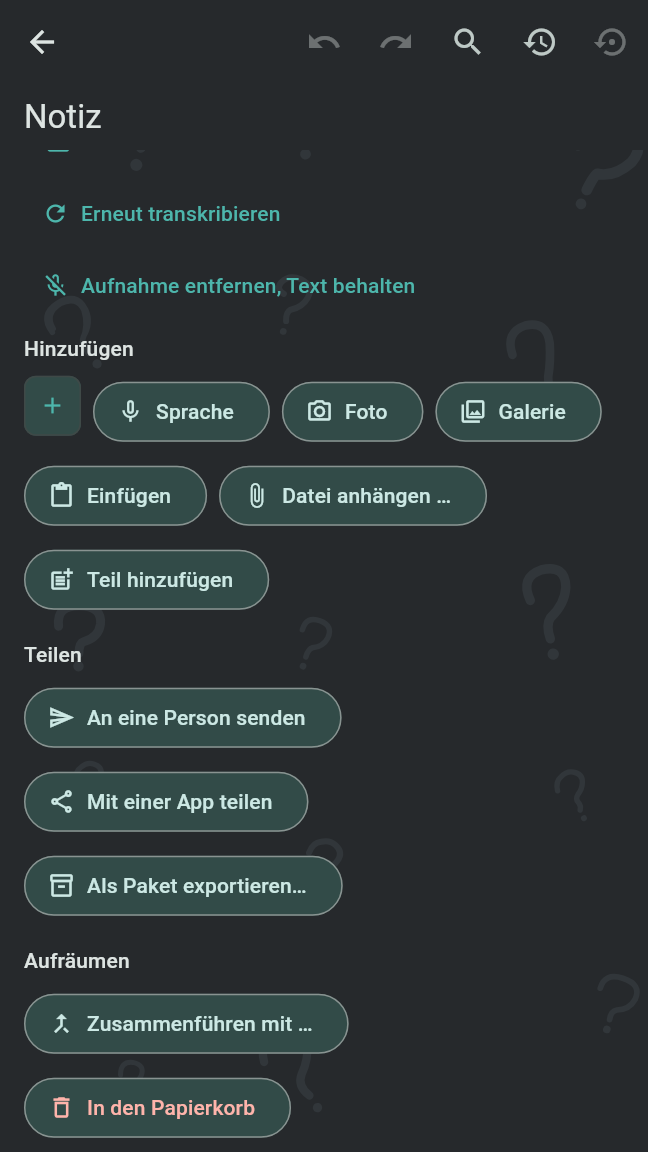 Notiz
Erneut transkribieren
Aufnahme entfernen, Text behalten
Hinzufügen
Sprache
Foto
Galerie
Einfügen
Datei anhängen ...
Teil hinzufügen
Teilen
An eine Person senden
Mit einer App teilen
Als Paket exportieren...
Aufräumen
Zusammenführen mit ...
In den Papierkorb